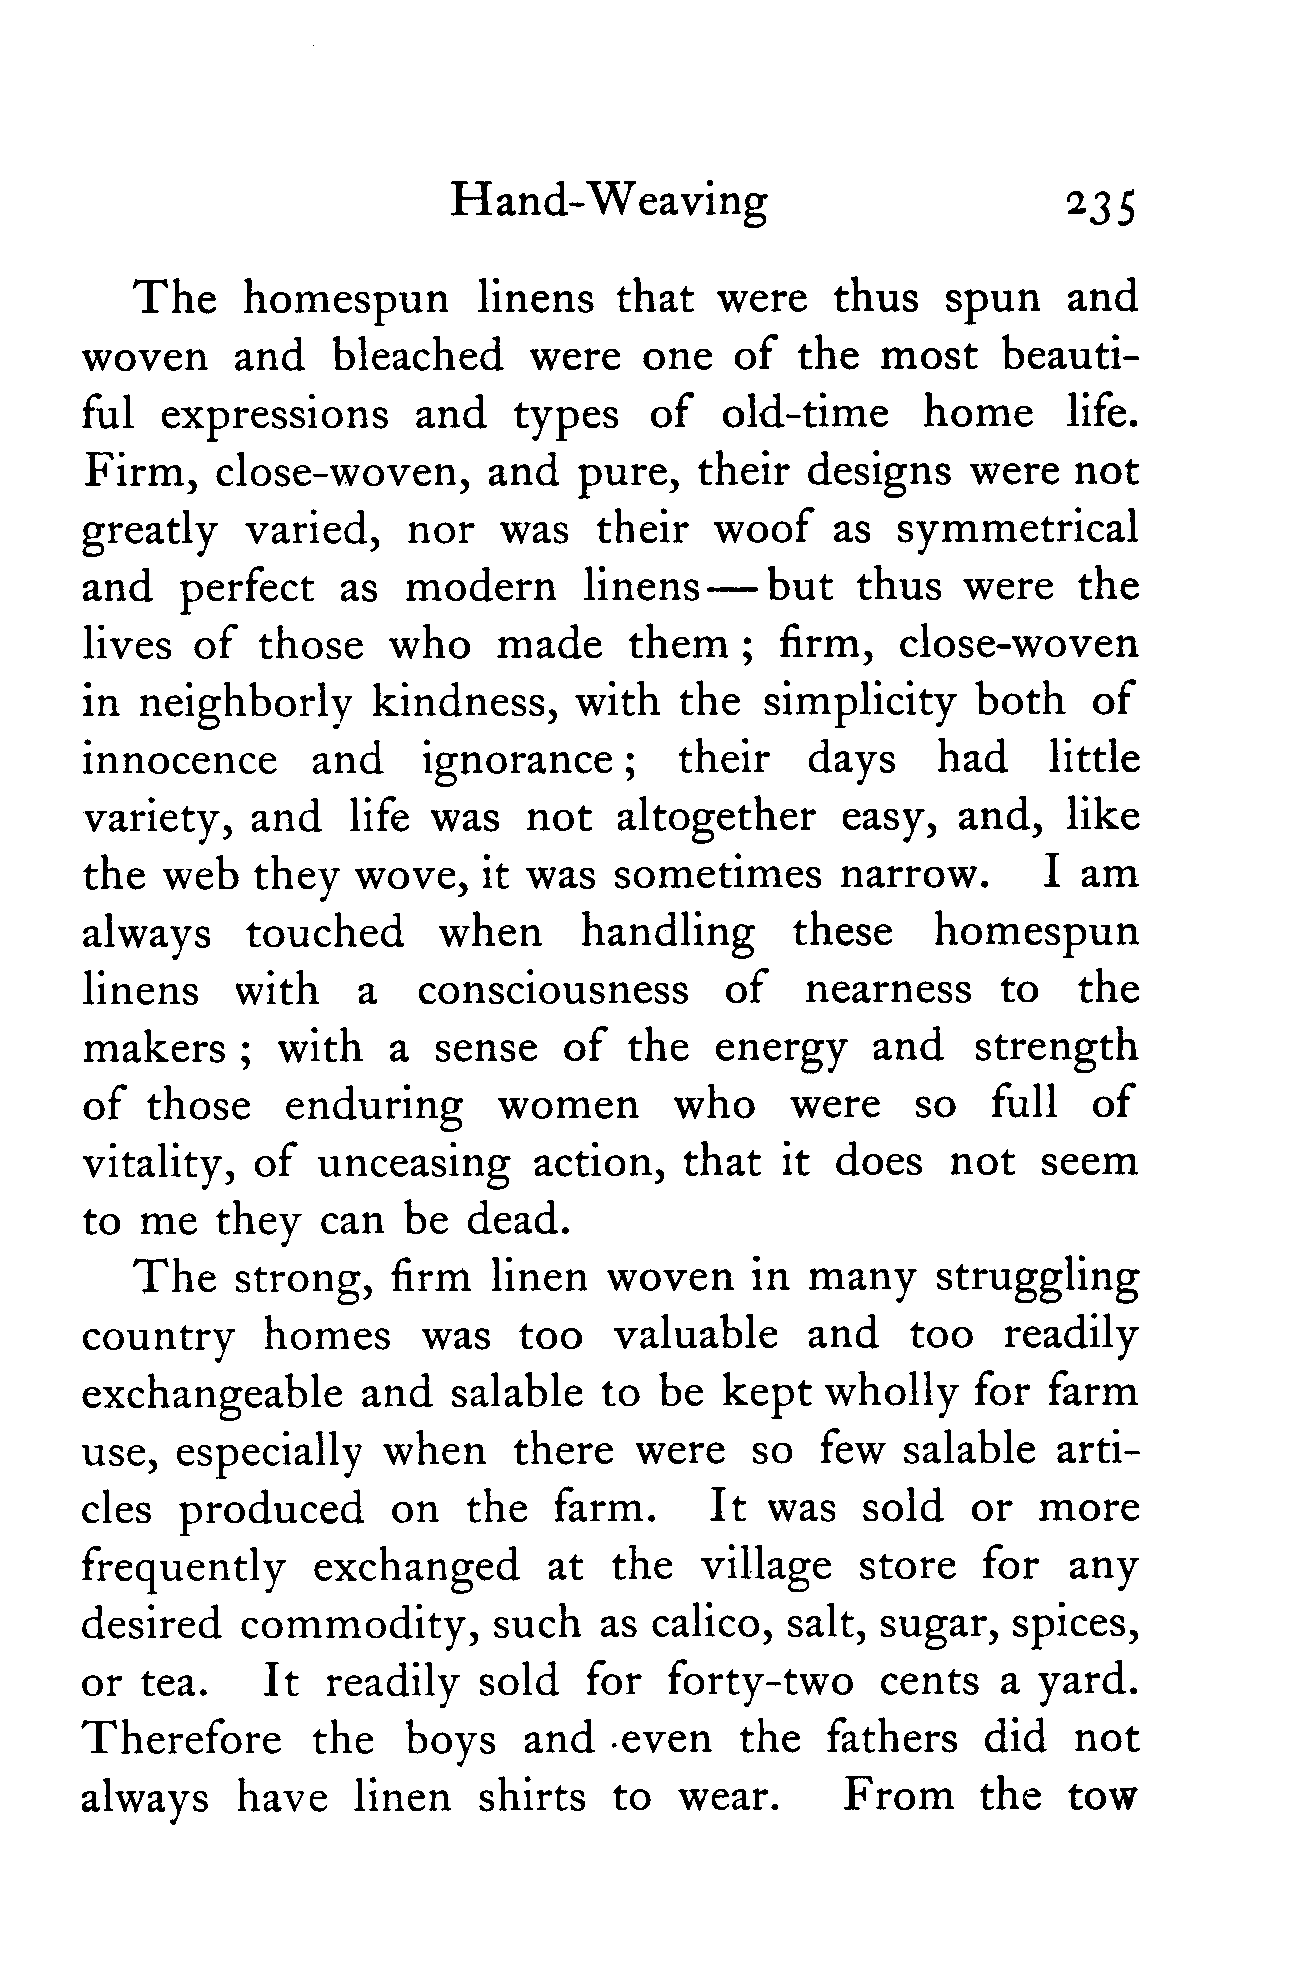 Hand-Weaving 235
The homespun linens that were thus spun and
woven and bleached were one of the most beauti-
ful expressions and types of old-time home life.
Firm, close-woven, and pure, their designs were not
greatly varied, nor was their woof as symmetrical
and perfect as modern linens—but thus were the
lives of those who made them; firm, close-woven
in neighborly kindness, with the simplicity both of
innocence and ignorance; their days had little
variety, and life was not altogether easy, and, like
the web they wove, it was sometimes narrow. I am
always touched when handling these homespun
linens with a consciousness of nearness to the
makers; with a sense of the energy and strength
of those enduring women who were so full of
vitality, of unceasing action, that it does not seem
to me they can be dead.
The strong, firm linen woven in many struggling
country homes was too valuable and too readily
exchangeable and salable to be kept wholly for farm
use, especially when there were so few salable arti-
cles produced on the farm. It was sold or more
frequently exchanged at the village store for any
desired commodity, such as calico, salt, sugar, spices,
or tea. It readily sold for forty-two cents a yard.
Therefore the boys and even the fathers did not
always have linen shirts to wear. From the tow